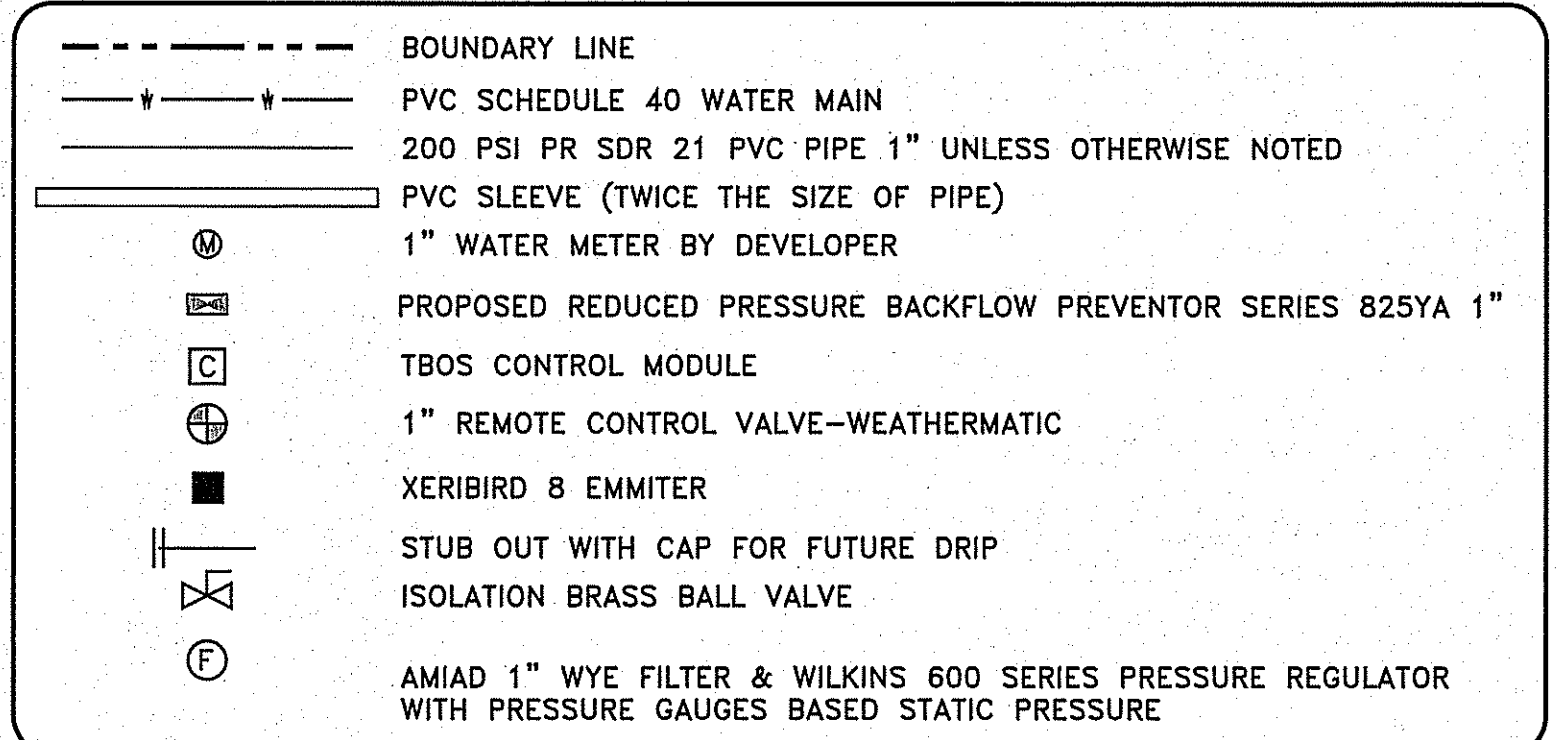 BOUNDARY LINE
W W PVC SCHEDULE 40 WATER MAIN
200 PSI PR SDR 21 PVC PIPE 1" UNLESS OTHERWISE NOTED
PVC SLEEVE (TWICE THE SIZE OF PIPE)
M 1" WATER METER BY DEVELOPER
PROPOSED REDUCED PRESSURE BACKFLOW PREVENTOR SERIES 825YA 1"
C TBOS CONTROL MODULE
1" REMOTE CONTROL VALVE-WEATHERMATIC
XERIBIRD 8 EMMITER
STUB OUT WITH CAP FOR FUTURE DRIP
ISOLATION BRASS BALL VALVE
F AMIAD 1" WYE FILTER & WILKINS 600 SERIES PRESSURE REGULATOR
WITH PRESSURE GAUGES BASED STATIC PRESSURE